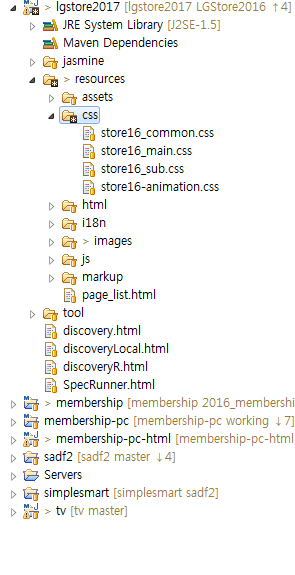 > lgstore2017 [lgstore2017 LGStore2016 ↑4]
JRE System Library [J2SE-1.5]
Maven Dependencies
jasmine
> resources
assets
css
store16_common.css
store16_main.css
store16_sub.css
store16-animation.css
html
i18n
> images
js
markup
page_list.html
tool
discovery.html
discoveryLocal.html
discoveryR.html
SpecRunner.html
> membership [membership 2016_membershi
membership-pc [membership-pc working ↓7]
> membership-pc-html [membership-pc-html
sadf2 [sadf2 master ↓4]
Servers
simplesmart [simplesmart sadf2]
> tv [tv master]